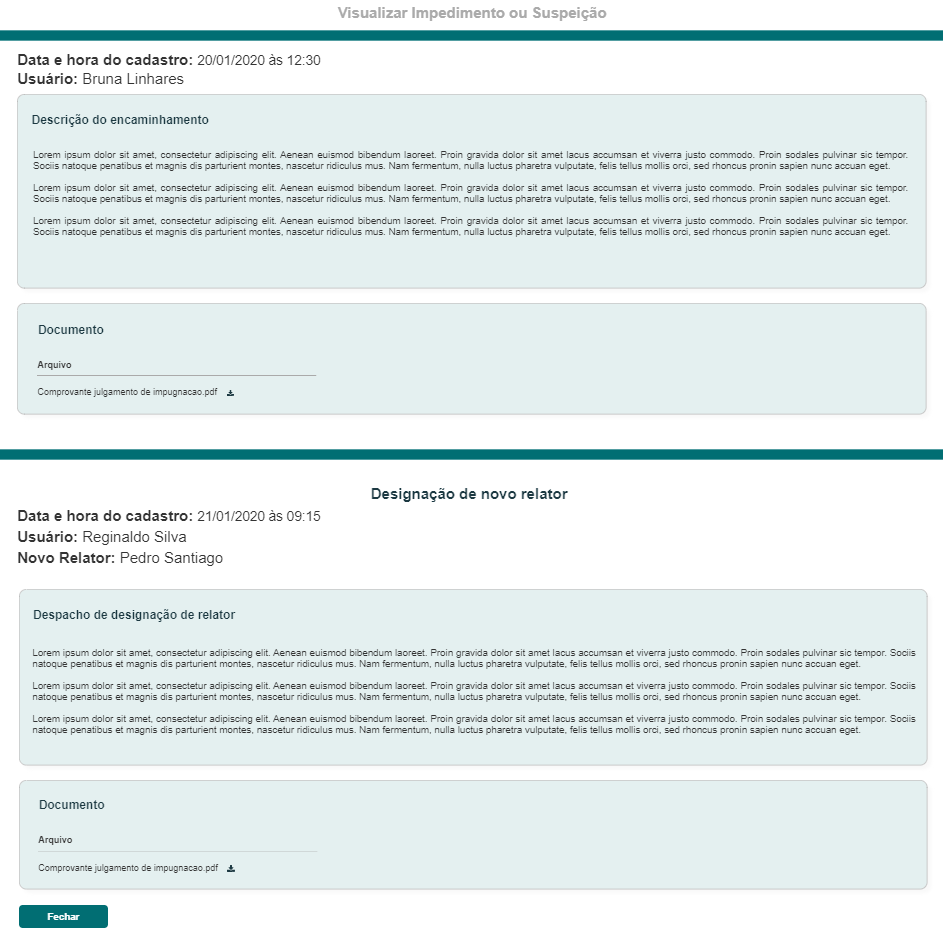 Visualizar Impedimento ou Suspeição
Data e hora do cadastro: 20/01/2020 às 12:30
Usuário: Bruna Linhares
Descrição do encaminhamento
Lorem ipsum dolor sit amet, consectetur adipiscing elit. Aenean euismod bibendum laoreet. Proin gravida dolor sit amet lacus accumsan et viverra justo commodo. Proin sodales pulvinar sic tempor.
Sociis natoque penatibus et magnis dis parturient montes, nascetur ridiculus mus. Nam fermentum, nulla luctus pharetra vulputate, felis tellus mollis orci, sed rhoncus pronin sapien nunc accuan eget.
Lorem ipsum dolor sit amet, consectetur adipiscing elit. Aenean euismod bibendum laoreet. Proin gravida dolor sit amet lacus accumsan et viverra justo commodo. Proin sodales pulvinar sic tempor.
Sociis natoque penatibus et magnis dis parturient montes, nascetur ridiculus mus. Nam fermentum, nulla luctus pharetra vulputate, felis tellus mollis orci, sed rhoncus pronin sapien nunc accuan eget.
Lorem ipsum dolor sit amet, consectetur adipiscing elit. Aenean euismod bibendum laoreet. Proin gravida dolor sit amet lacus accumsan et viverra justo commodo. Proin sodales pulvinar sic tempor.
Sociis natoque penatibus et magnis dis parturient montes, nascetur ridiculus mus. Nam fermentum, nulla luctus pharetra vulputate, felis tellus mollis orci, sed rhoncus pronin sapien nunc accuan eget.
Documento
Arquivo
Comprovante julgamento de impugnacao.pdf
Designação de novo relator
Data e hora do cadastro: 21/01/2020 às 09:15
Usuário: Reginaldo Silva
Novo Relator: Pedro Santiago
Despacho de designação de relator
Lorem ipsum dolor sit amet, consectetur adipiscing elit. Aenean euismod bibendum laoreet. Proin gravida dolor sit amet lacus accumsan et viverra justo commodo. Proin sodales pulvinar sic tempor. Sociis
natoque penatibus et magnis dis parturient montes, nascetur ridiculus mus. Nam fermentum, nulla luctus pharetra vulputate, felis tellus mollis orci, sed rhoncus pronin sapien nunc accuan eget.
Lorem ipsum dolor sit amet, consectetur adipiscing elit. Aenean euismod bibendum laoreet. Proin gravida dolor sit amet lacus accumsan et viverra justo commodo. Proin sodales pulvinar sic tempor. Sociis
natoque penatibus et magnis dis parturient montes, nascetur ridiculus mus. Nam fermentum, nulla luctus pharetra vulputate, felis tellus mollis orci, sed rhoncus pronin sapien nunc accuan eget.
Lorem ipsum dolor sit amet, consectetur adipiscing elit. Aenean euismod bibendum laoreet. Proin gravida dolor sit amet lacus accumsan et viverra justo commodo. Proin sodales pulvinar sic tempor. Sociis
natoque penatibus et magnis dis parturient montes, nascetur ridiculus mus. Nam fermentum, nulla luctus pharetra vulputate, felis tellus mollis orci, sed rhoncus pronin sapien nunc accuan eget.
Documento
Arquivo
Comprovante julgamento de impugnacao.pdf
Fechar